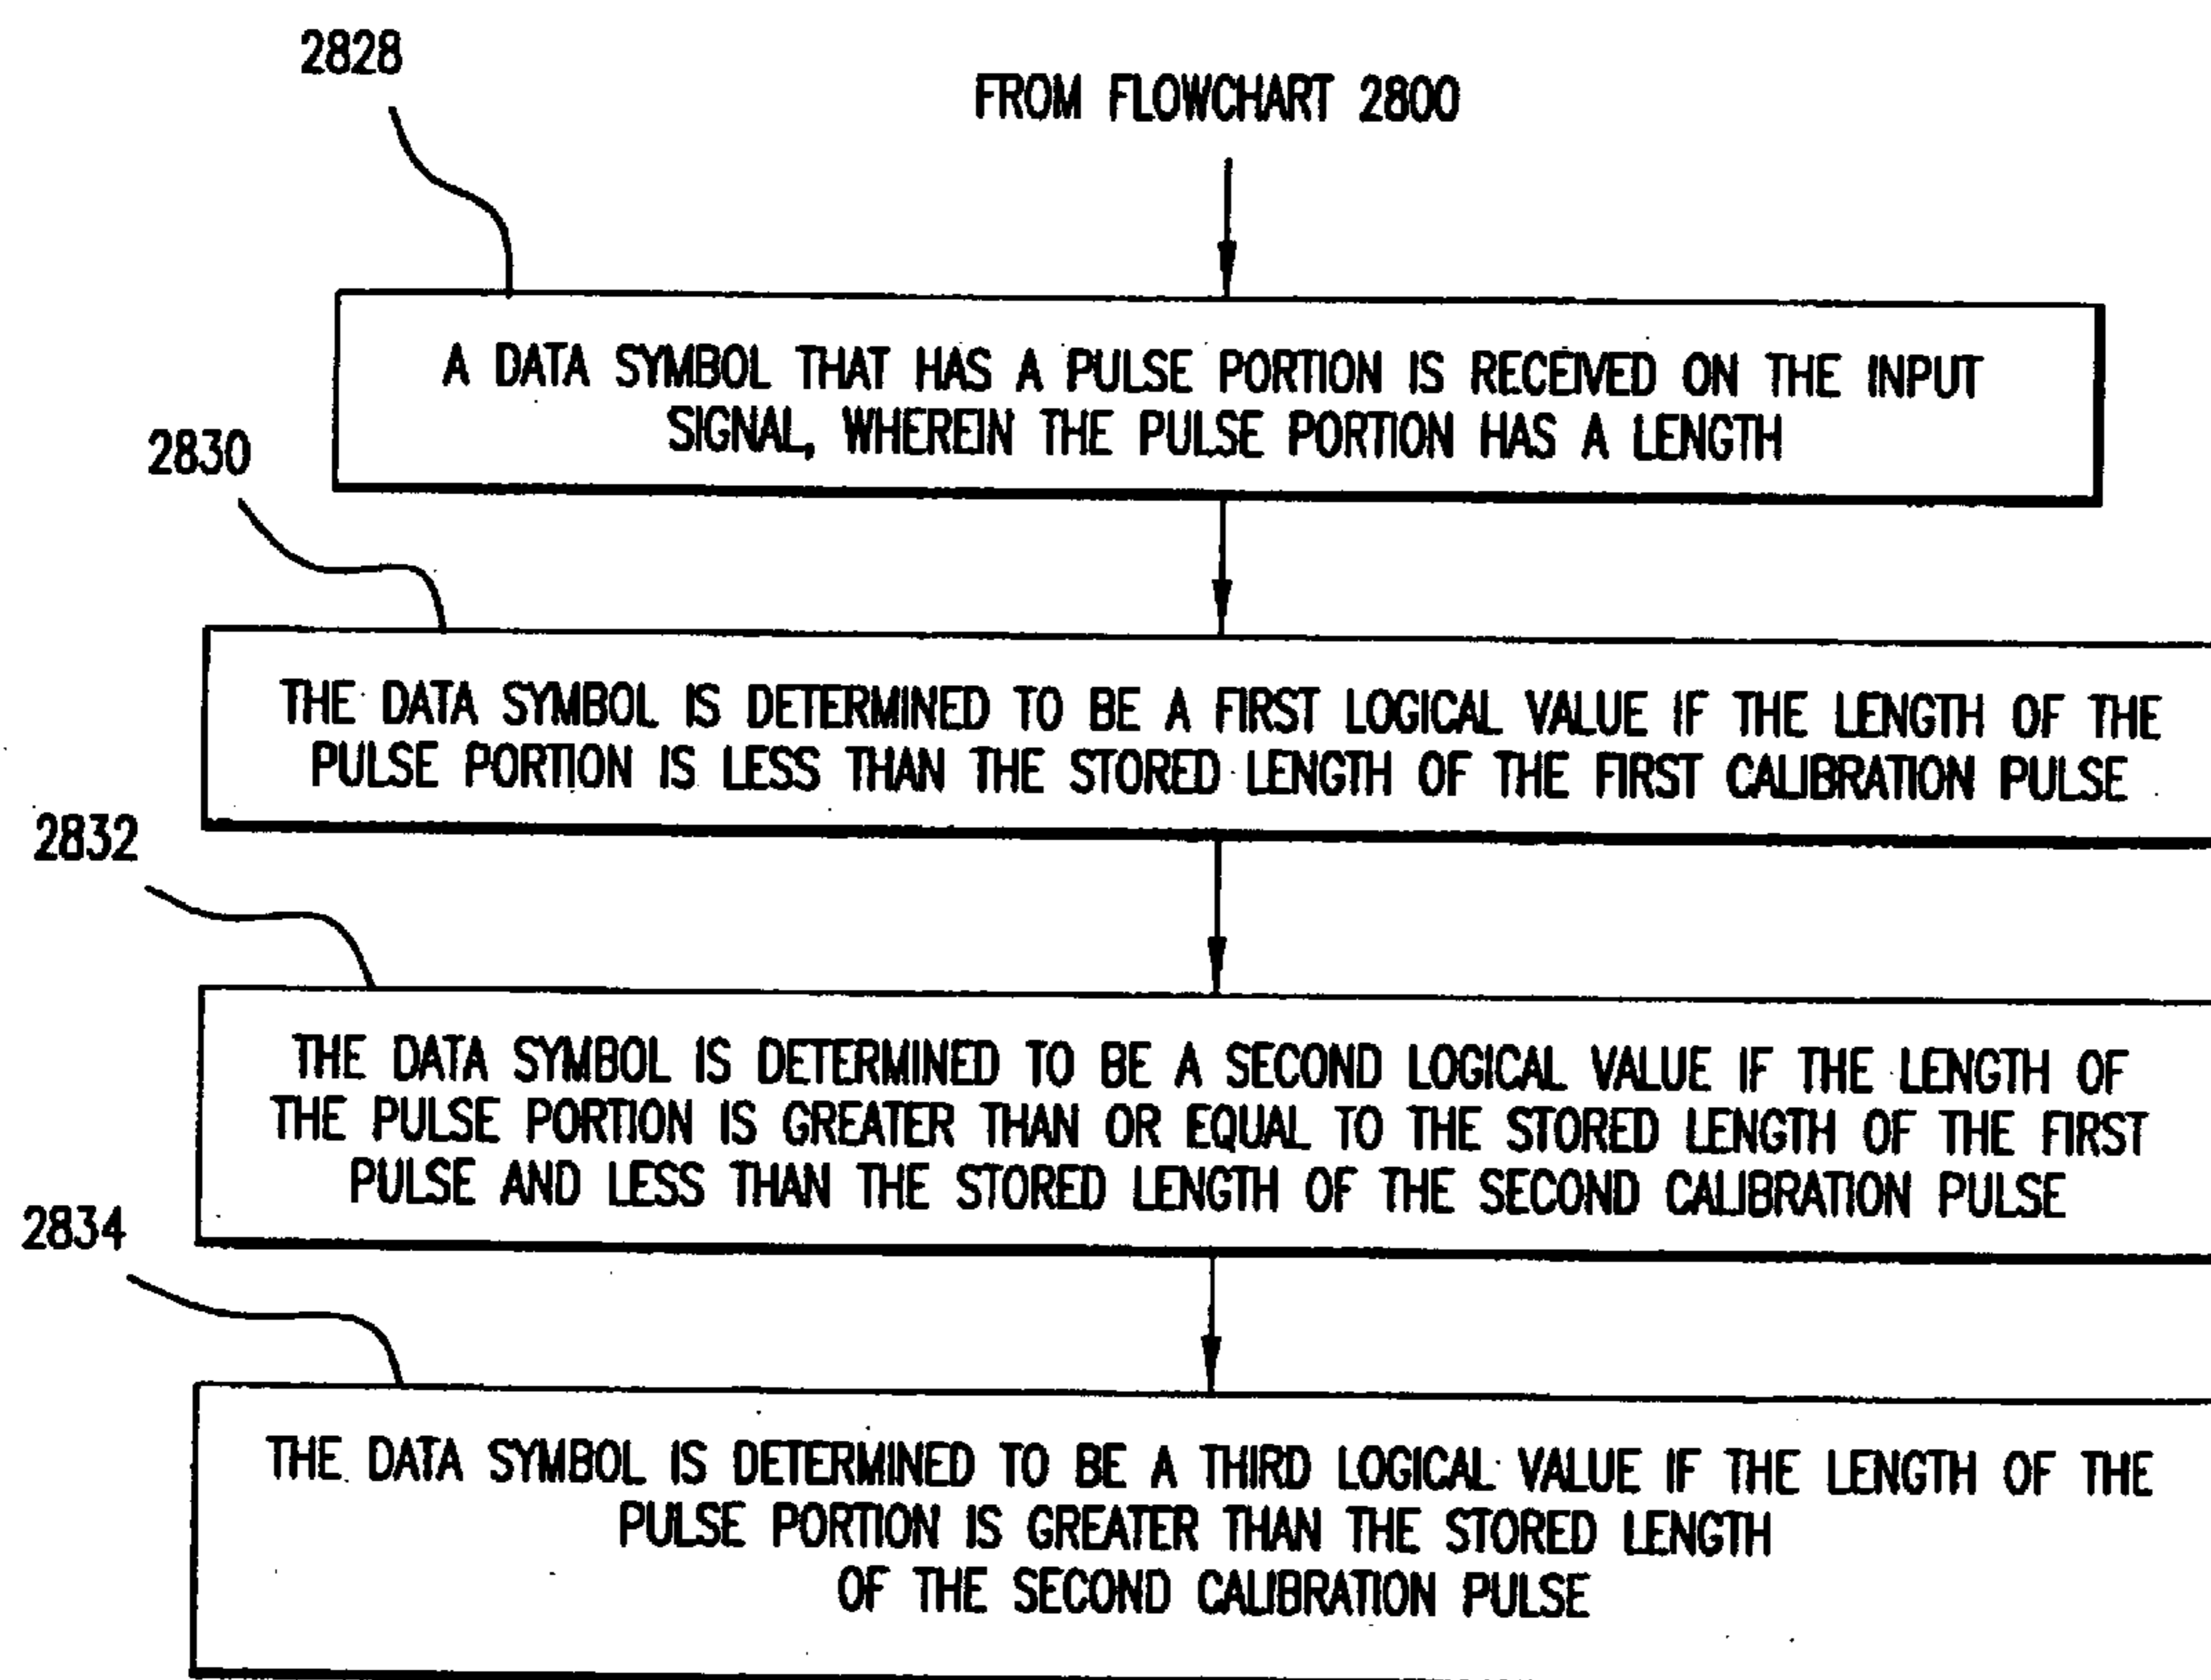 2828
FROM FLOWCHART 2800
A DATA SYMBOL THAT HAS A PULSE PORTION IS RECEIVED ON THE INPUT
SIGNAL, WHEREIN THE PULSE PORTION HAS A LENGTH
2830
THE DATA SYMBOL IS DETERMINED TO BE A FIRST LOGICAL VALUE IF THE LENGTH OF THE
PULSE PORTION IS LESS THAN THE STORED LENGTH OF THE FIRST CALIBRATION PULSE
2832
THE DATA SYMBOL IS DETERMINED TO BE A SECOND LOGICAL VALUE IF THE LENGTH OF
THE PULSE PORTION IS GREATER THAN OR EQUAL TO THE STORED LENGTH OF THE FIRST
PULSE AND LESS THAN THE STORED LENGTH OF THE SECOND CALIBRATION PULSE
2834
THE DATA SYMBOL IS DETERMINED TO BE A THIRD LOGICAL VALUE IF THE LENGTH OF THE
PULSE PORTION IS GREATER THAN THE STORED LENGTH
OF THE SECOND CALIBRATION PULSE